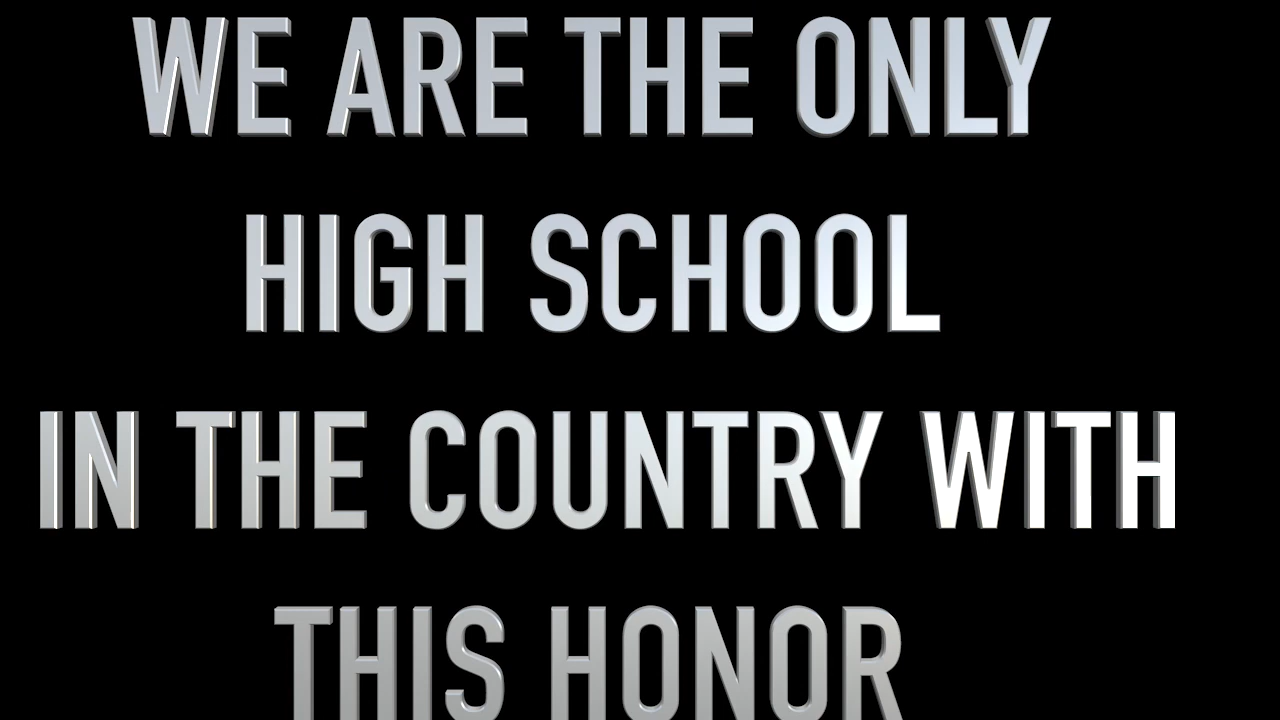 WE ARE THE ONLY
HIGH SCHOOL
IN THE COUNTRY WITH
THIS HONOR